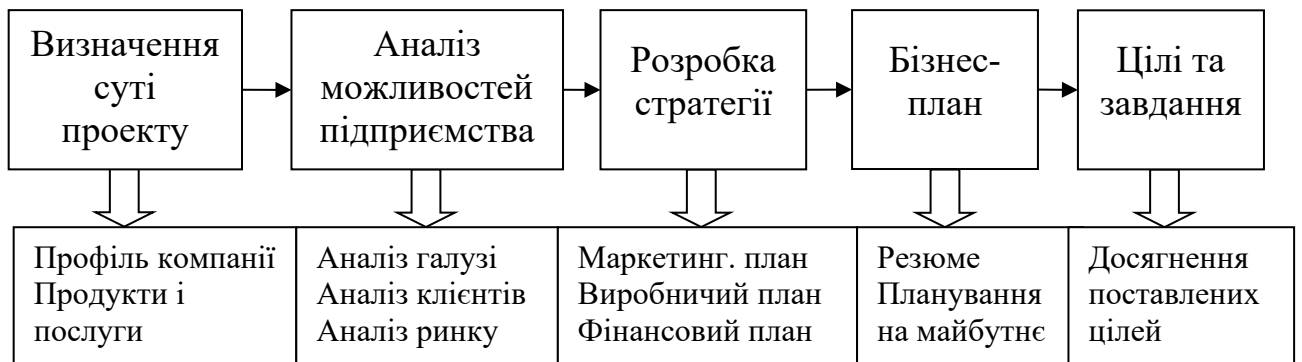 Визначення
суті
проекту
Аналіз
можливостей
підприємства
Розробка
стратегії
Бізнес-
план
Цілі та
завдання
Профіль компанії
Продукти і
послуги
Аналіз галузі
Аналіз клієнтів
Аналіз ринку
Маркетинг. план
Виробничий план
Фінансовий план
Резюме
Планування
на майбутнє
Досягнення
поставлених
цілей